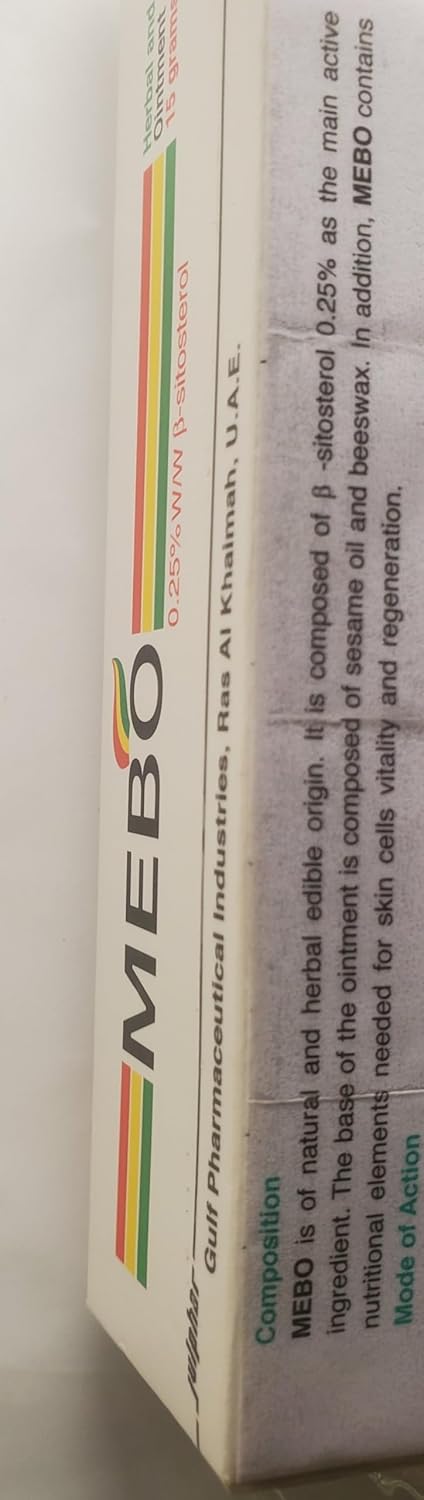 MEBO
Herbal and
Ointment
15 grams
0.25% W/W β-sitosterol
julphar
Gulf Pharmaceutical Industries, Ras Al Khaimah, U.A.E.
Composition
MEBO is of natural and herbal edible origin. It is composed of β -sitosterol 0.25% as the main active
ingredient. The base of the ointment is composed of sesame oil and beeswax. In addition, MEBO contains
nutritional elements needed for skin cells vitality and regeneration.
Mode of Action